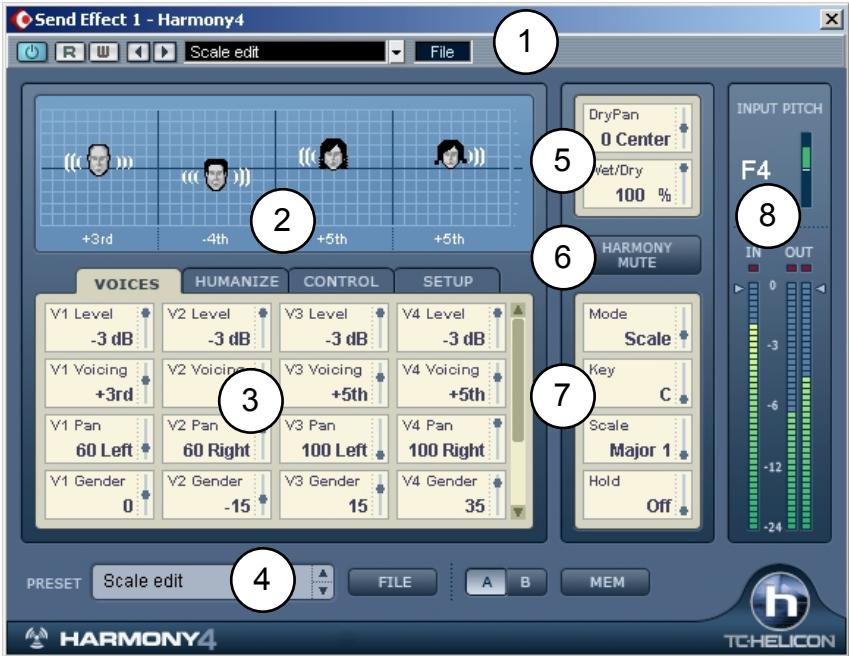 Send Effect 1 - Harmony4
R W Scale edit File
1
INPUT PITCH
F4
8
IN OUT
0
-3
-6
-12
-24
+3rd -4th +5th +5th
2
DryPan
0 Center
5
Wet/Dry
100 %
6
HARMONY
MUTE
VOICES HUMANIZE CONTROL SETUP
V1 Level V2 Level V3 Level V4 Level
-3 dB -3 dB -3 dB -3 dB
V1 Voicing V2 Voicing V3 Voicing V4 Voicing
+3rd +5th +5th
3
V1 Pan V2 Pan V3 Pan V4 Pan
60 Left 60 Right 100 Left 100 Right
V1 Gender V2 Gender V3 Gender V4 Gender
0 -15 15 35
Mode
Scale
7
Key
C
Scale
Major 1
Hold
Off
PRESET Scale edit 4 FILE A B MEM
HARMONY4
h
TC·HELICON